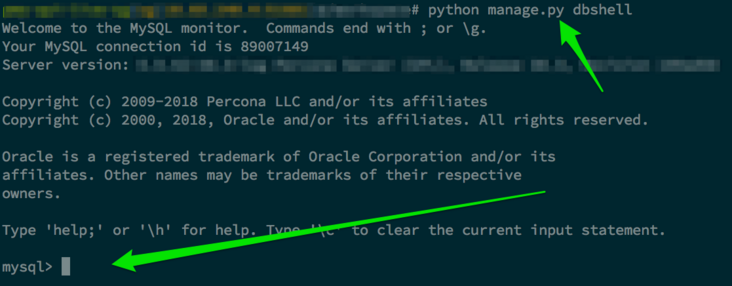 # python manage.py dbshell
Welcome to the MySQL monitor.  Commands end with ; or \g.
Your MySQL connection id is 89007149
Server version:
Copyright (c) 2009-2018 Percona LLC and/or its affiliates
Copyright (c) 2000, 2018, Oracle and/or its affiliates. All rights reserved.
Oracle is a registered trademark of Oracle Corporation and/or its
affiliates. Other names may be trademarks of their respective
owners.
Type 'help;' or '\h' for help. Type '\c' to clear the current input statement.
mysql>